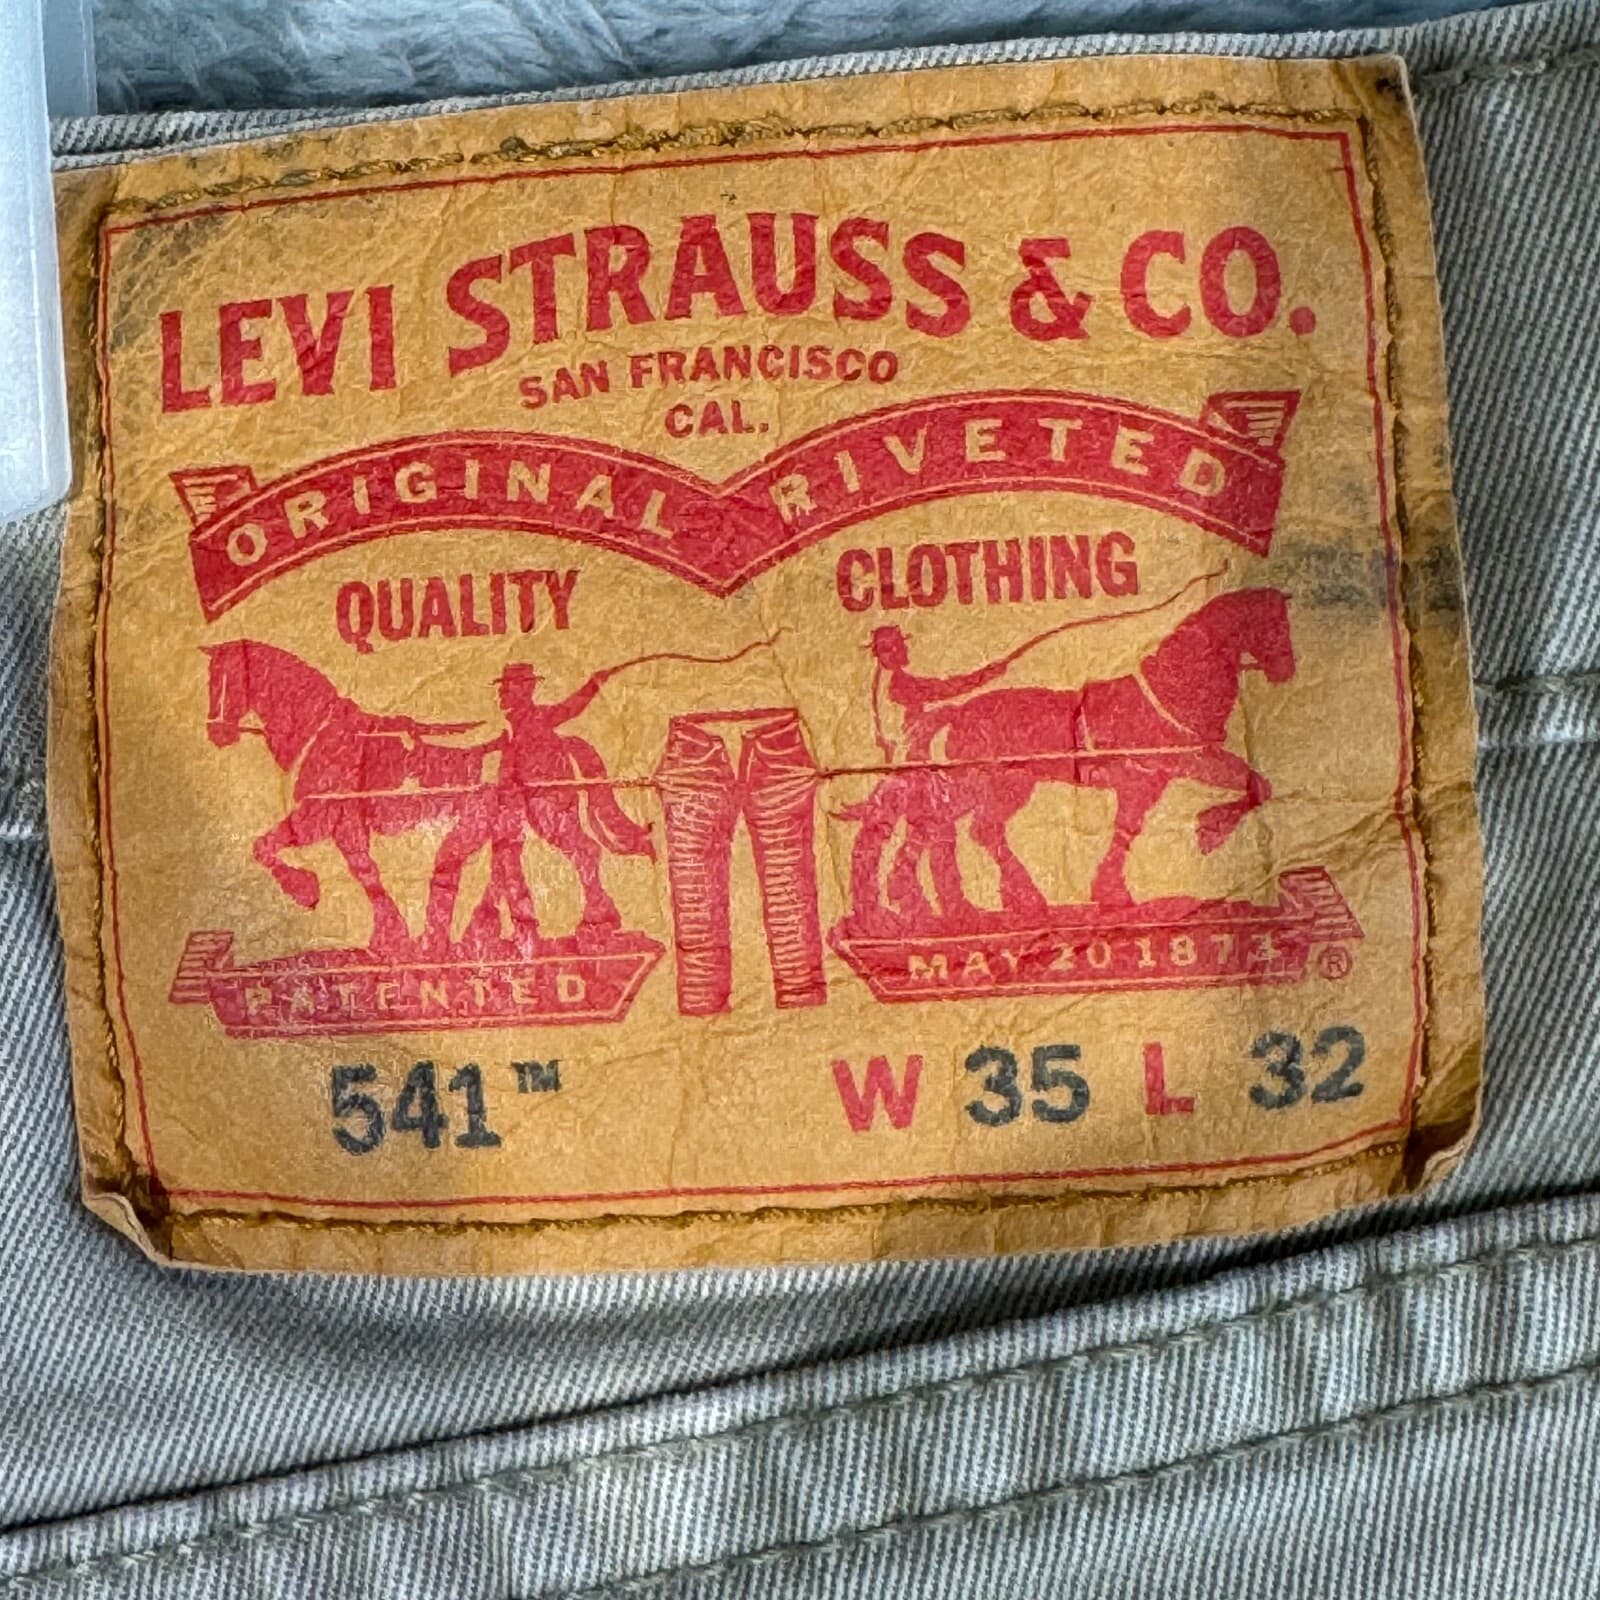 LEVI STRAUSS & CO.
SAN FRANCISCO
CAL.
ORIGINAL RIVETED
QUALITY CLOTHING
PATENTED
MAY 20 1873 ®
541™ W 35 L 32